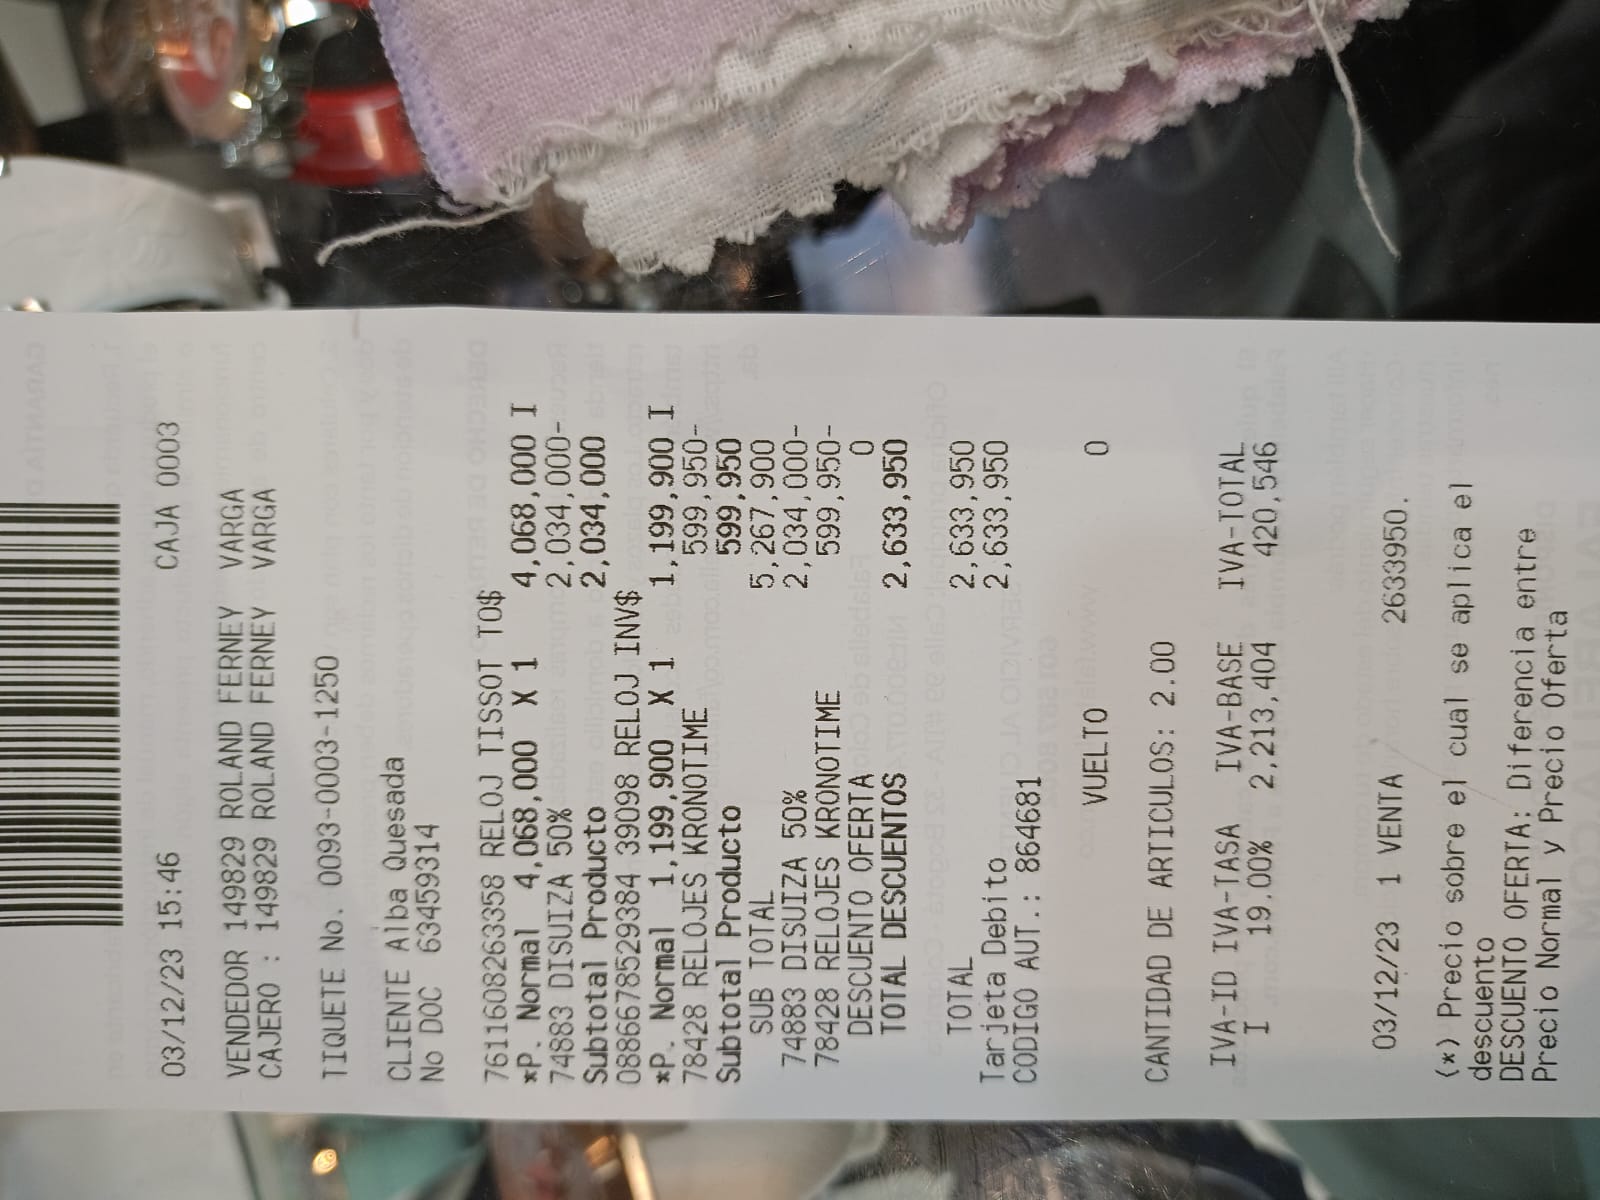 03/12/23 15:46 CAJA 0003
VENDEDOR 149829 ROLAND FERNEY VARGA
CAJERO : 149829 ROLAND FERNEY VARGA
TIQUETE No. 0093-0003-1250
CLIENTE Alba Quesada
No DOC 63459314
7611608263358 RELOJ TISSOT TO$
*P. Normal 4,068,000 X 1 4,068,000 I
74883 DISUIZA 50% 2,034,000-
Subtotal Producto 2,034,000
0886678529384 39098 RELOJ INV$
*P. Normal 1,199,900 X 1 1,199,900 I
78428 RELOJES KRONOTIME 599,950-
Subtotal Producto 599,950
SUB TOTAL 5,267,900
74883 DISUIZA 50% 2,034,000-
78428 RELOJES KRONOTIME 599,950-
DESCUENTO OFERTA 0
TOTAL DESCUENTOS 2,633,950
TOTAL 2,633,950
Tarjeta Debito 2,633,950
CODIGO AUT.: 864681
VUELTO 0
CANTIDAD DE ARTICULOS: 2.00
IVA-ID IVA-TASA IVA-BASE IVA-TOTAL
I 19.00% 2,213,404 420,546
03/12/23 1 VENTA 2633950.
(*) Precio sobre el cual se aplica el
descuento
DESCUENTO OFERTA: Diferencia entre
Precio Normal y Precio Oferta